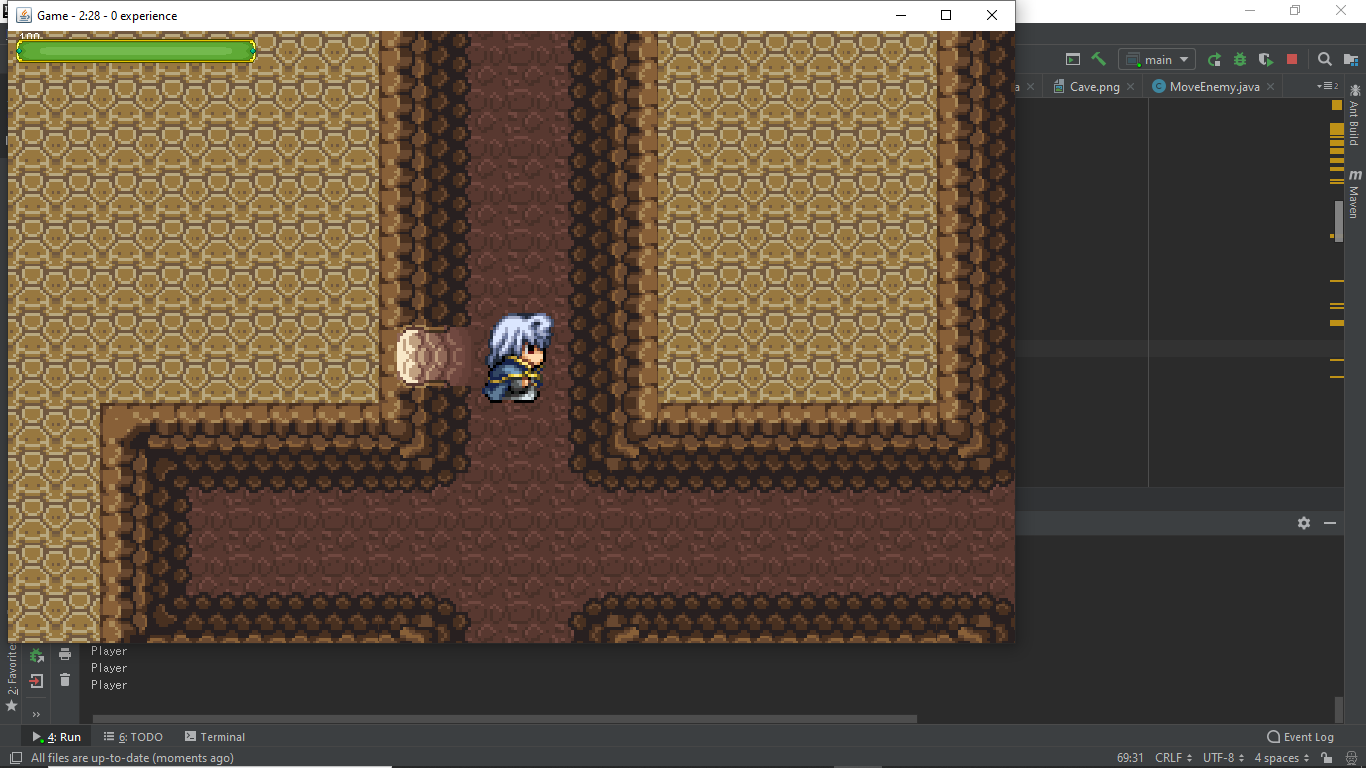 Game - 2:28 - 0 experience
100
main
a
Cave.png
MoveEnemy.java
2
Ant Build
m
Maven
2: Favorite
Player
Player
Player
4: Run
6: TODO
Terminal
Event Log
All files are up-to-date (moments ago)
69:31 CRLF UTF-8 4 spaces